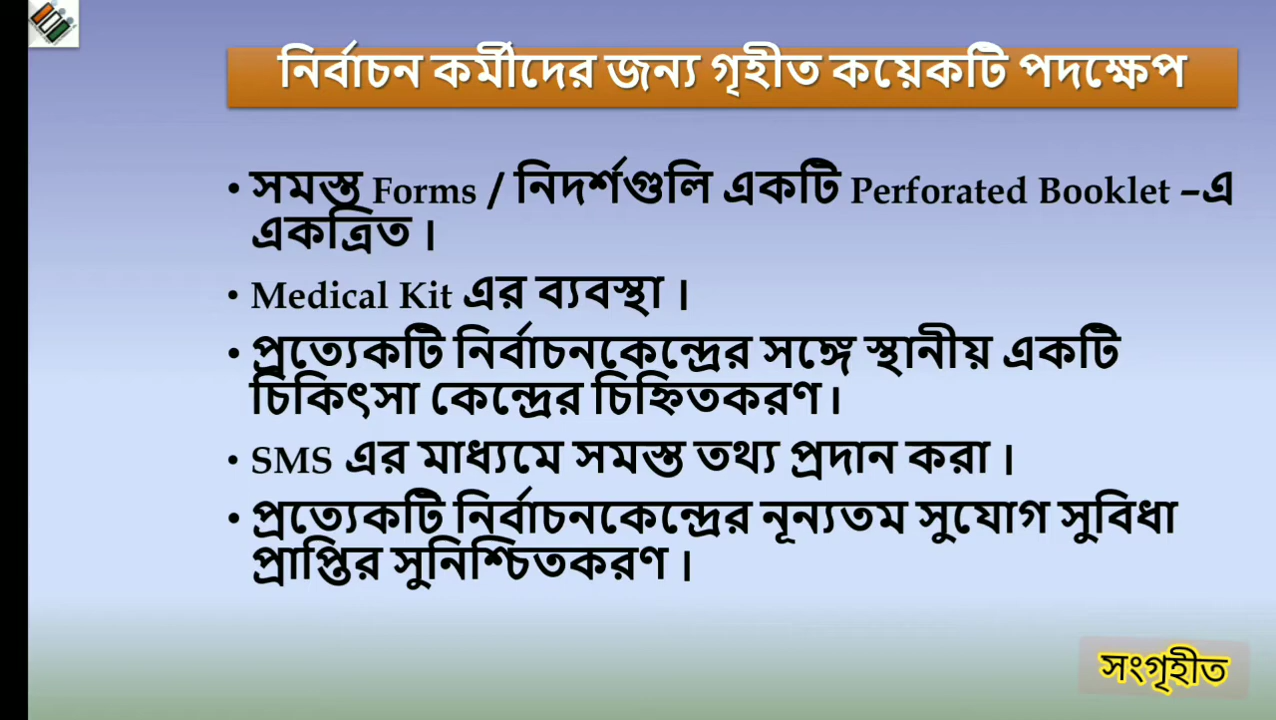 নির্বাচন কর্মীদের জন্য গৃহীত কয়েকটি পদক্ষেপ
• সমস্ত Forms / নিদর্শগুলি একটি Perforated Booklet –এ
একত্রিত ।
• Medical Kit এর ব্যবস্থা ।
• প্রত্যেকটি নির্বাচনকেন্দ্রের সঙ্গে স্থানীয় একটি
চিকিৎসা কেন্দ্রের চিহ্নিতকরণ ।
• SMS এর মাধ্যমে সমস্ত তথ্য প্রদান করা ।
• প্রত্যেকটি নির্বাচনকেন্দ্রের নূন্যতম সুযোগ সুবিধা
প্রাপ্তির সুনিশ্চিতকরণ ।
সংগৃহীত